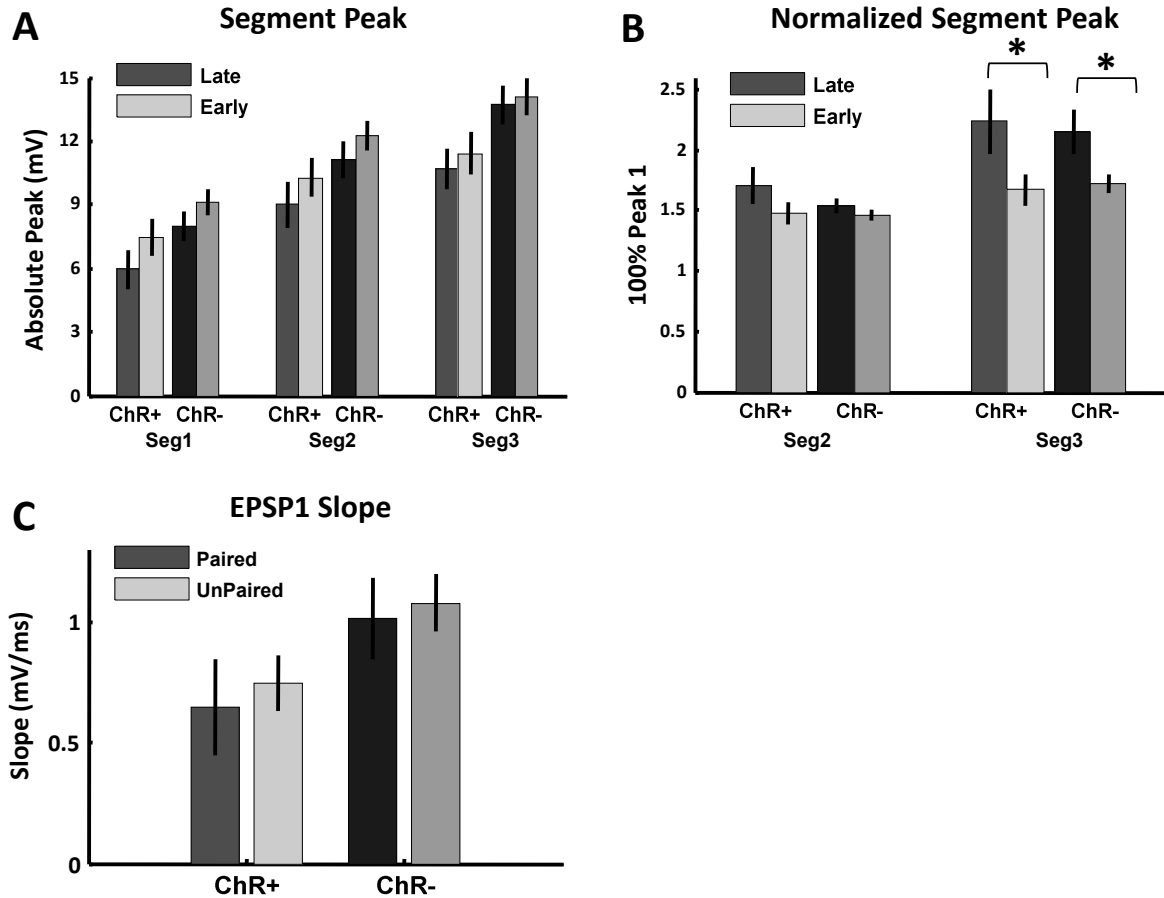 A
Segment Peak
Late
Early
Absolute Peak (mV)
15
12
9
6
3
0
ChR+ ChR- ChR+ ChR- ChR+ ChR-
Seg1 Seg2 Seg3
B
Normalized Segment Peak
* *
Late
Early
100% Peak 1
2.5
2
1.5
1
0.5
0
ChR+ ChR- ChR+ ChR-
Seg2 Seg3
C
EPSP1 Slope
Paired
UnPaired
Slope (mV/ms)
1
0.5
0
ChR+ ChR-